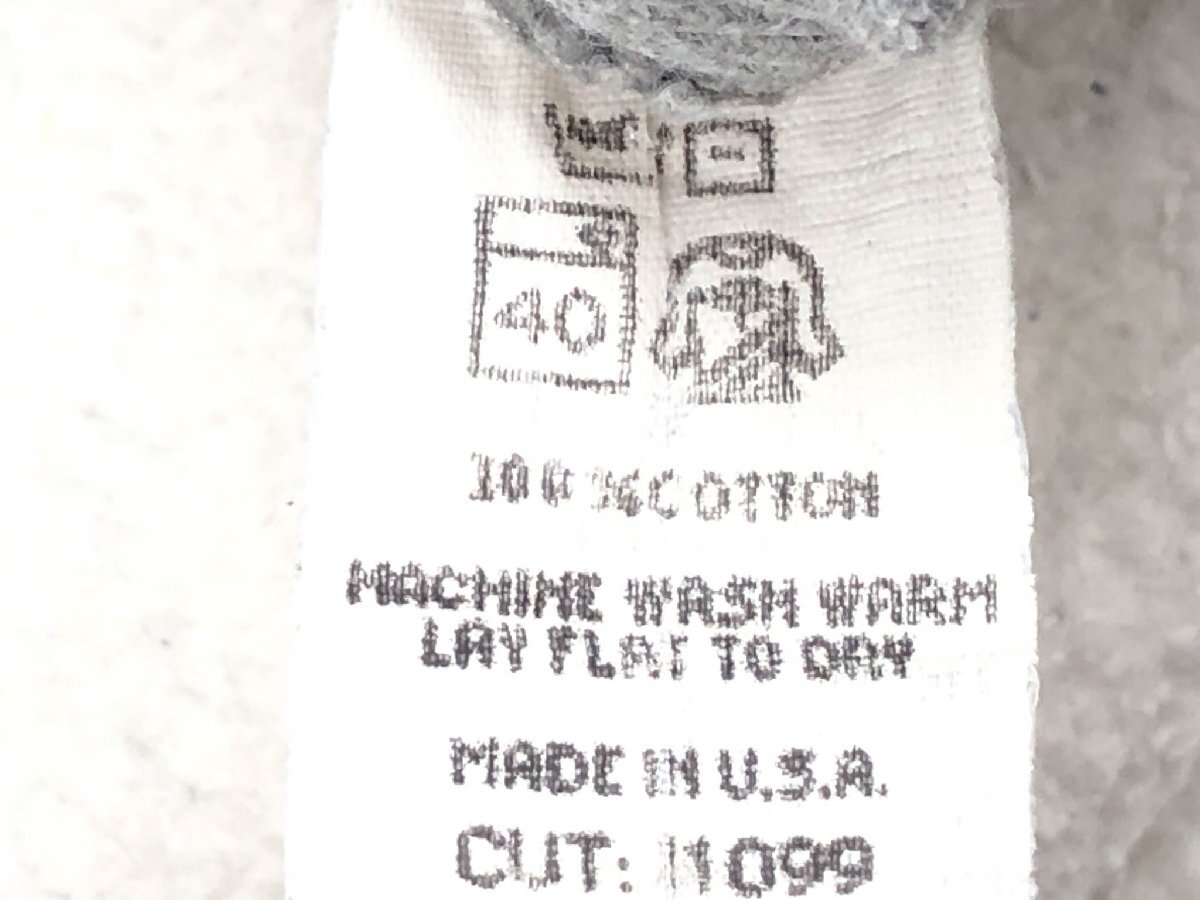 40
100% COTTON
MACHINE WASH WARM
LAY FLAT TO DRY
MADE IN U.S.A.
CUT: 11099